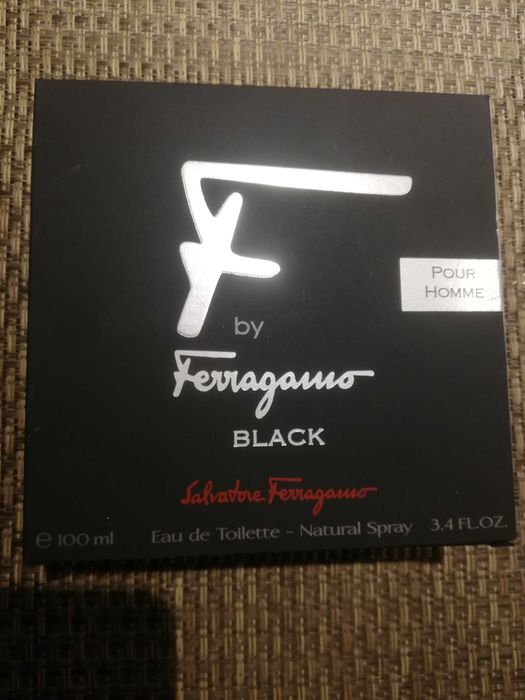 F
by
Ferragamo
BLACK
POUR
HOMME
Salvatore Ferragamo
℮ 100 ml Eau de Toilette - Natural Spray 3.4 FL.OZ.